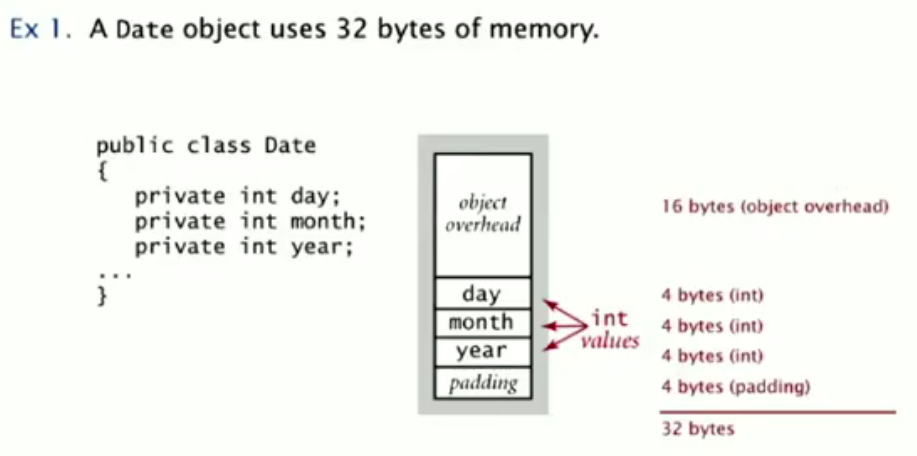 Ex 1. A Date object uses 32 bytes of memory.
public class Date
{
private int day;
private int month;
private int year;
...
}
object
overhead
day
month
year
padding
int
values
16 bytes (object overhead)
4 bytes (int)
4 bytes (int)
4 bytes (int)
4 bytes (padding)
32 bytes